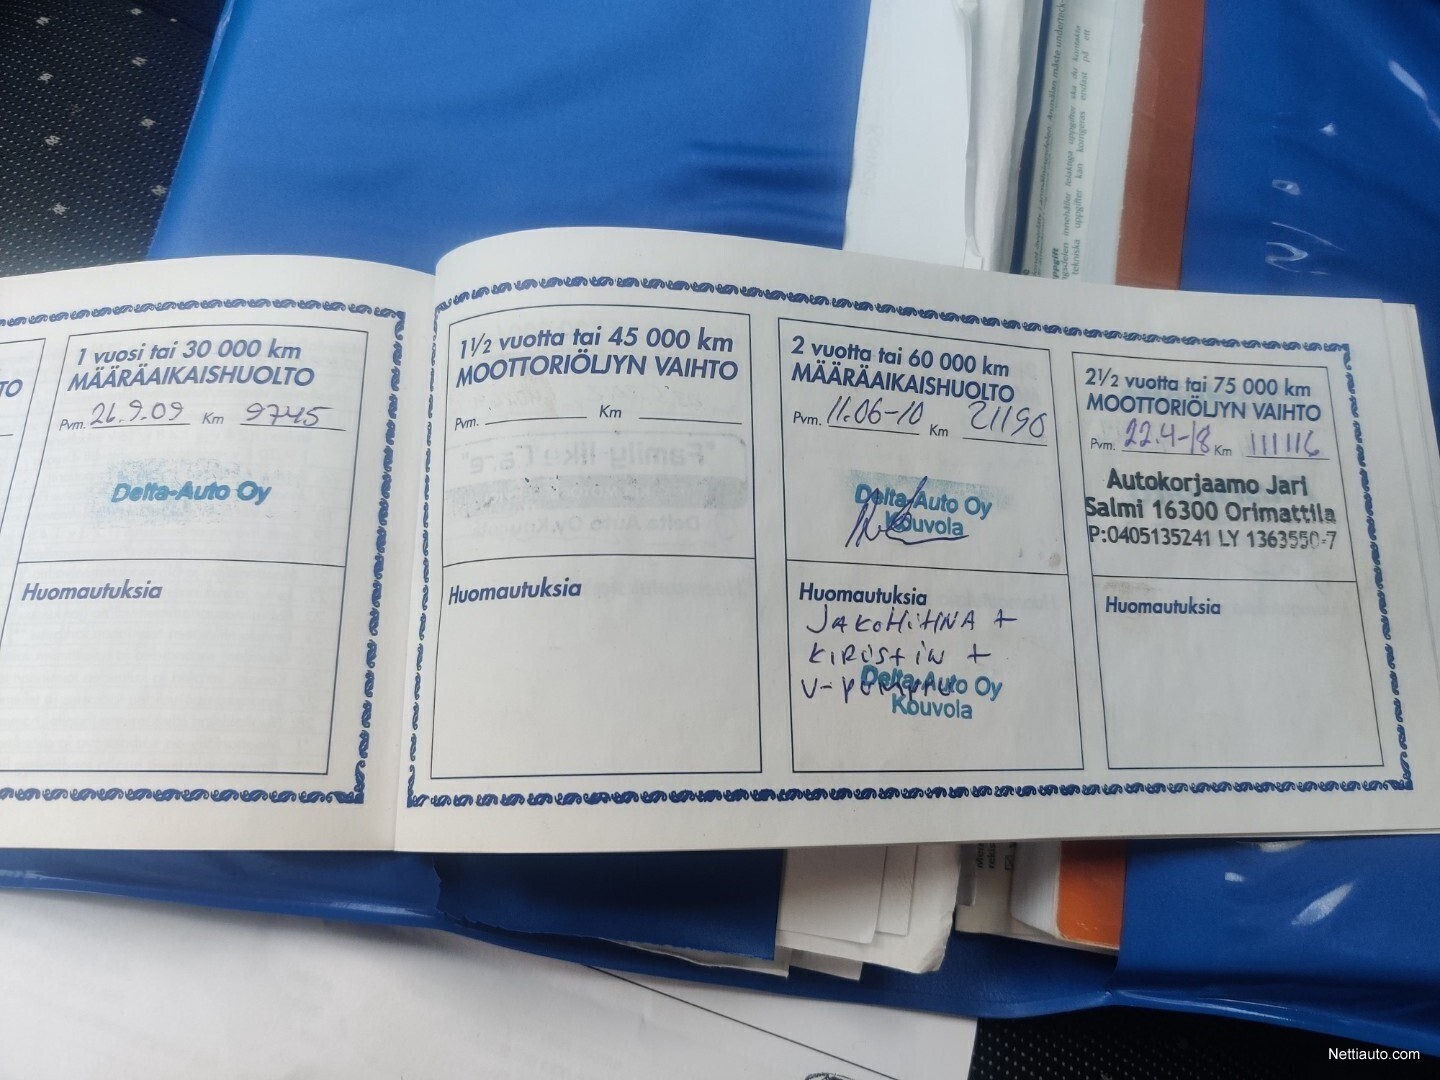 TO
1 vuosi tai 30 000 km
MÄÄRÄAIKAISHUOLTO
Pvm. 26.9.09 Km 9745
Delta-Auto Oy
Huomautuksia
1½ vuotta tai 45 000 km
MOOTTORIÖLJYN VAIHTO
Pvm. Km
Huomautuksia
2 vuotta tai 60 000 km
MÄÄRÄAIKAISHUOLTO
Pvm. 11.06-10 Km 21190
Delta-Auto Oy
Kouvola
Huomautuksia
JAKOHIHNA +
KIRISTIN +
V-PUMPPU
Delta-Auto Oy
Kouvola
2½ vuotta tai 75 000 km
MOOTTORIÖLJYN VAIHTO
Pvm. 22.4-18 Km 111116
Autokorjaamo Jari
Salmi 16300 Orimattila
P:0405135241 LY 1363550-7
Huomautuksia
Nettiauto.com